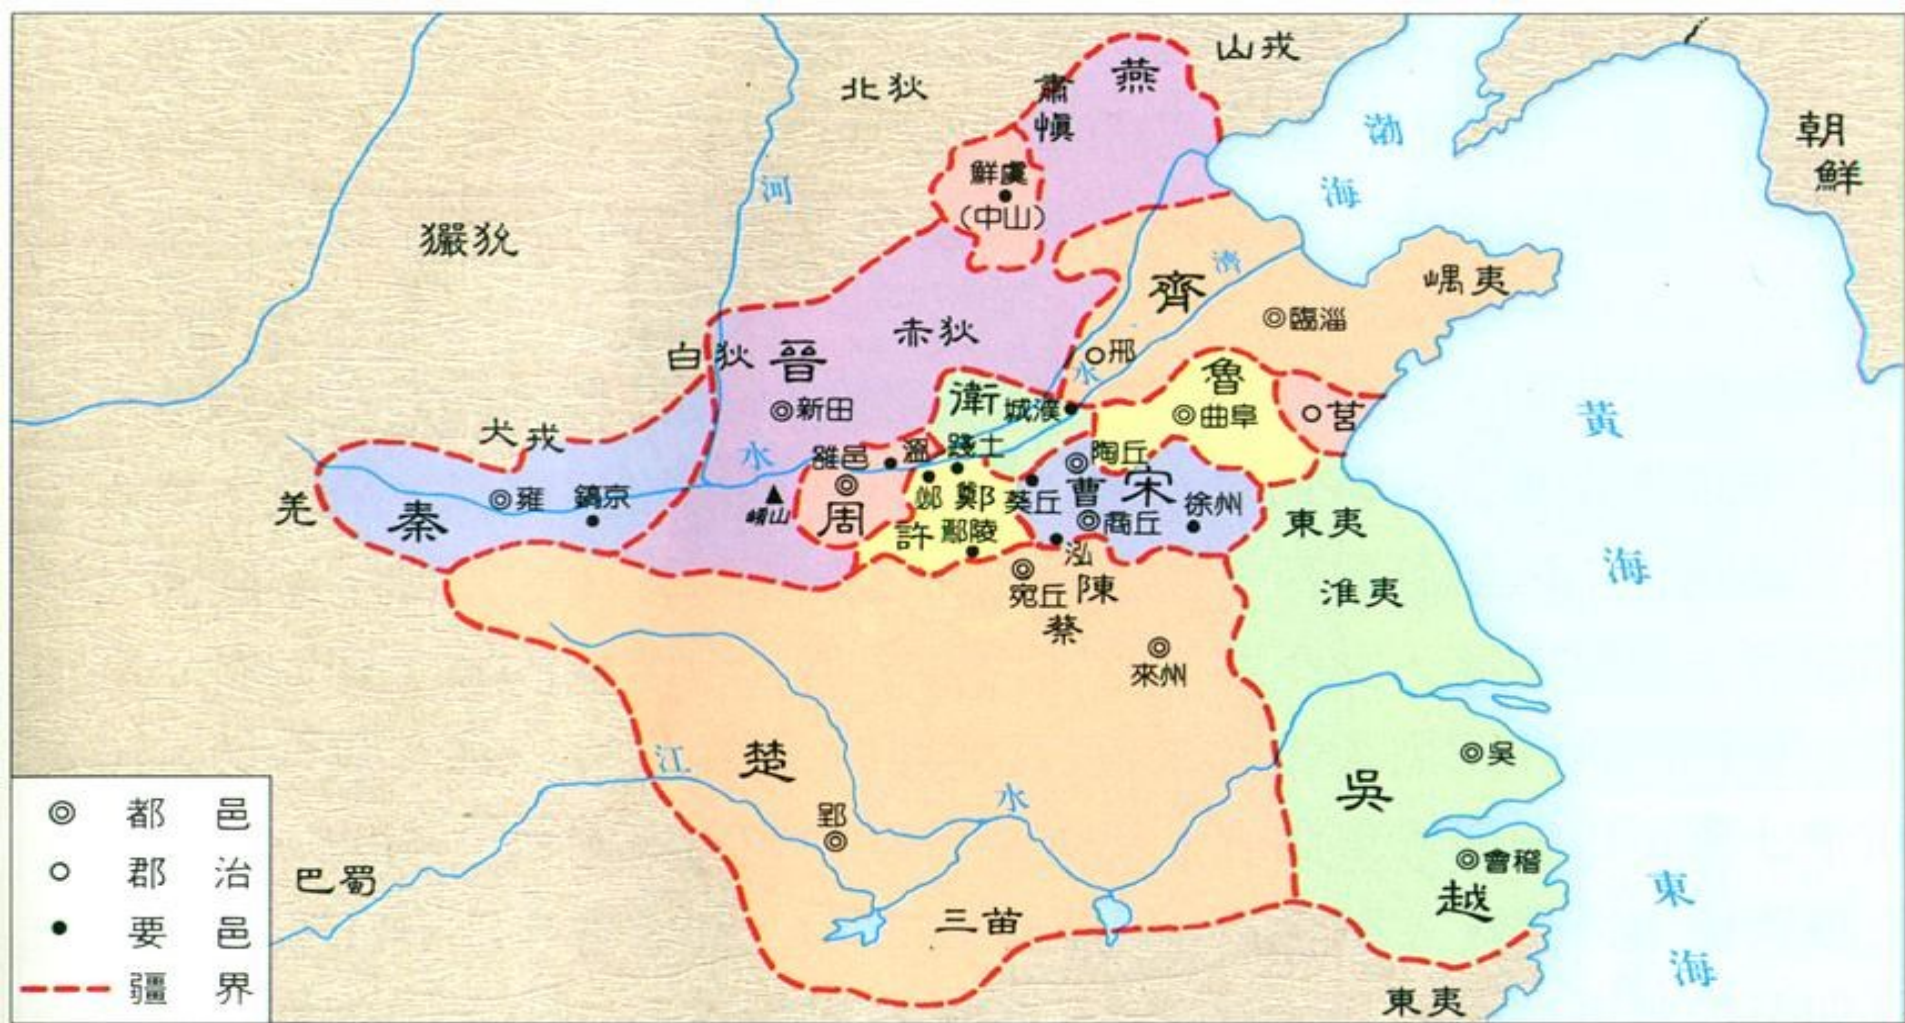 山戎
燕
北狄
肅
愼
渤
海
朝
鮮
河
鮮虞
(中山)
玁狁
齊
濟
嵎夷
臨淄
赤狄
白狄
晉
邢
水
魯
新田
衛
城濮
曲阜
莒
黃
海
犬戎
水
雒邑
溫
踐土
陶丘
曹
宋
羌
秦
雍
鎬京
崤山
周
鄭
許
鄢陵
葵丘
商丘
徐州
東夷
泓
宛丘
陳
蔡
淮夷
來州
江
楚
郢
水
吳
吳
會稽
越
巴蜀
三苗
東
海
東夷
都邑
郡治
要邑
疆界